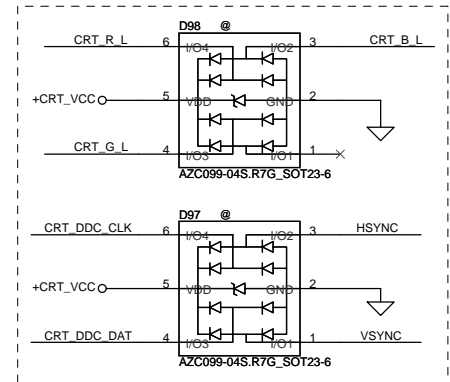 D98 @
CRT_R_L 6 I/O4 I/O2 3 CRT_B_L
+CRT_VCC 5 VDD GND 2
CRT_G_L 4 I/O3 I/O1 1
AZC099-04S.R7G_SOT23-6
D97 @
CRT_DDC_CLK 6 I/O4 I/O2 3 HSYNC
+CRT_VCC 5 VDD GND 2
CRT_DDC_DAT 4 I/O3 I/O1 1 VSYNC
AZC099-04S.R7G_SOT23-6